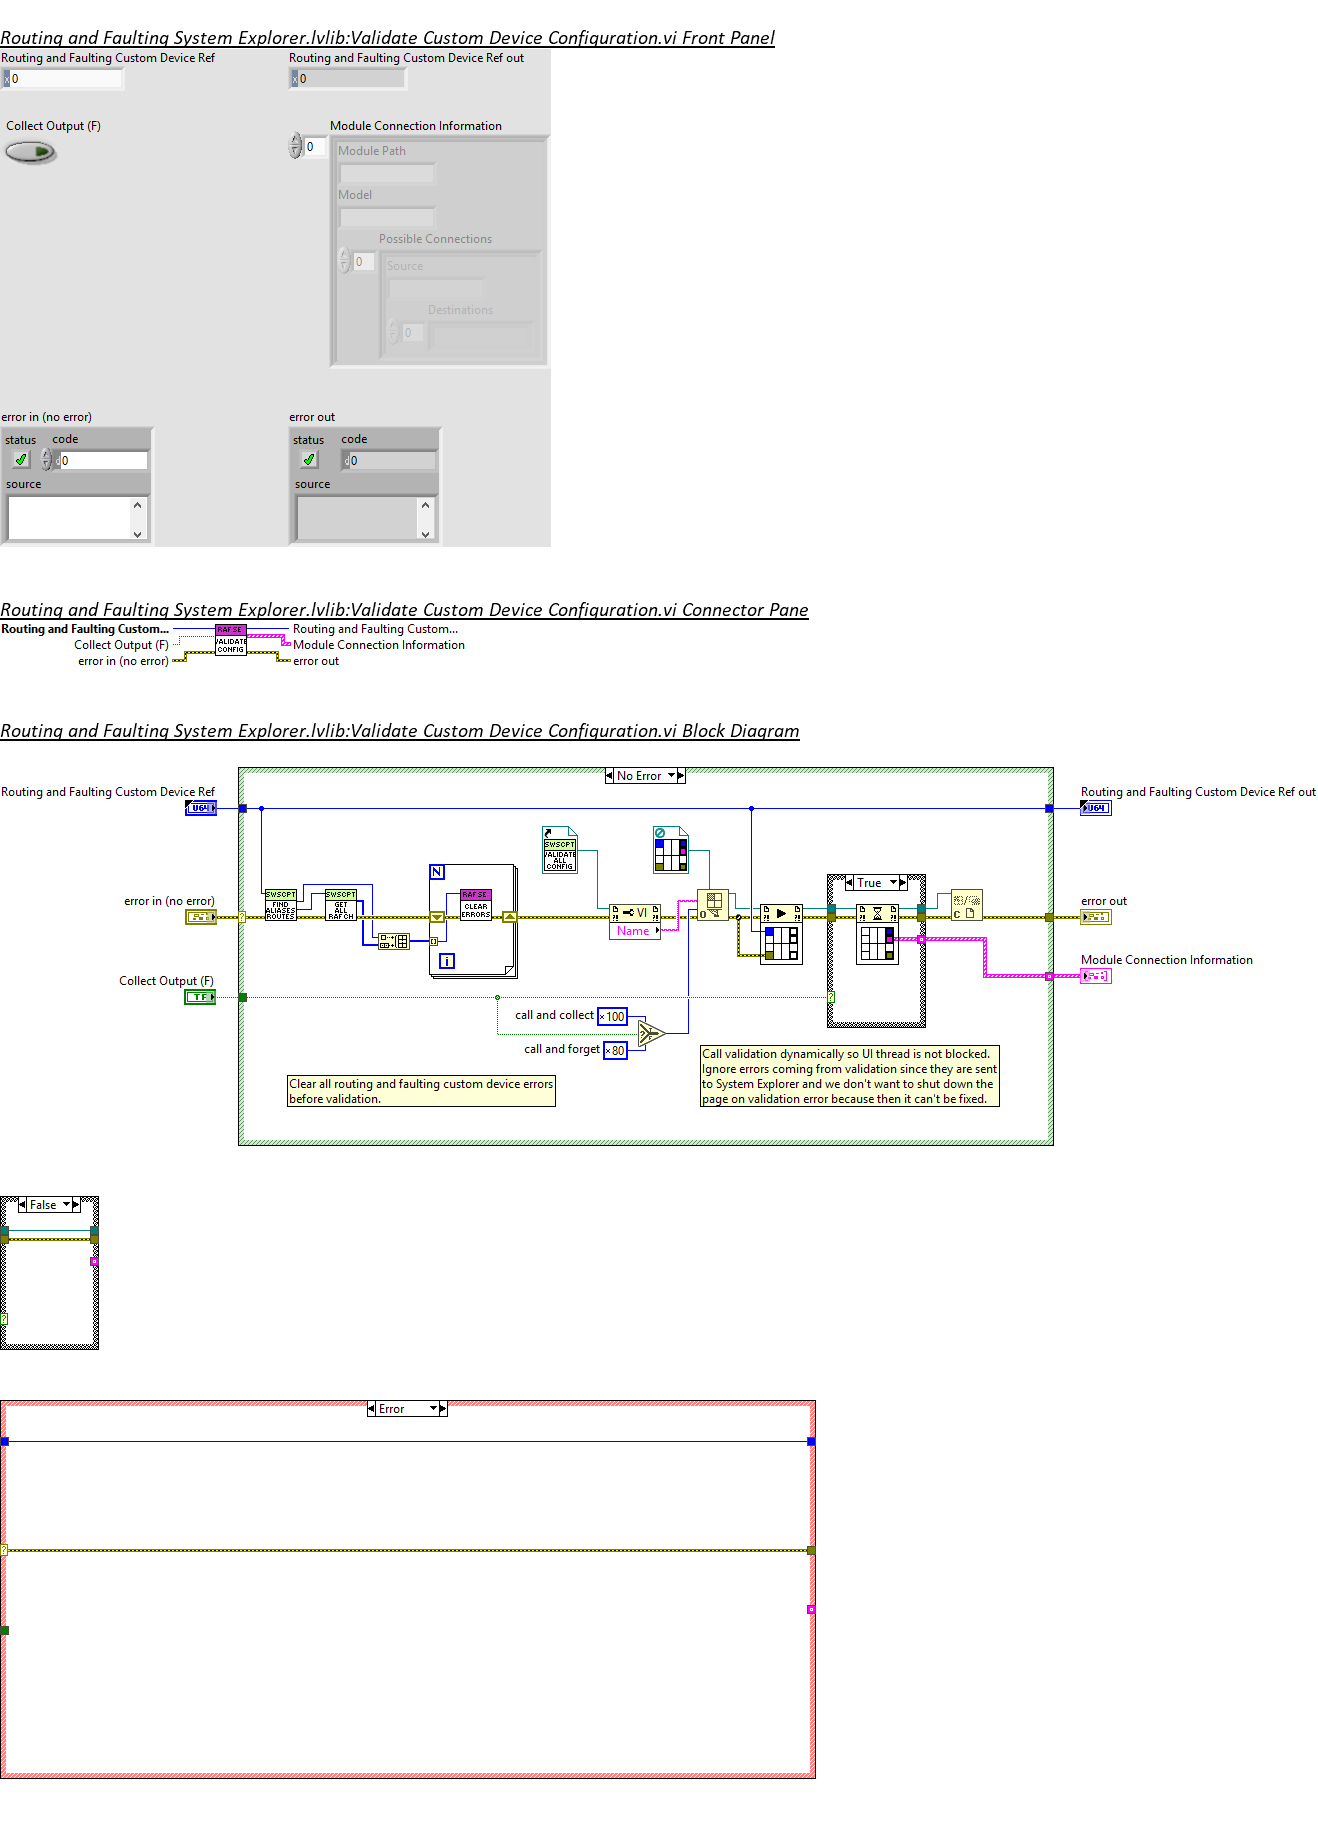 Routing and Faulting System Explorer.lvlib:Validate Custom Device Configuration.vi Front Panel
Routing and Faulting Custom Device Ref
Routing and Faulting Custom Device Ref out
x 0
x 0
Collect Output (F)
Module Connection Information
0
Module Path
Model
Possible Connections
0
Source
Destinations
0
error in (no error)
error out
status code
status code
d 0
d 0
source
source
Routing and Faulting System Explorer.lvlib:Validate Custom Device Configuration.vi Connector Pane
Routing and Faulting Custom...
RAF SE
Routing and Faulting Custom...
Collect Output (F)
VALIDATE
CONFIG
Module Connection Information
error in (no error)
error out
Routing and Faulting System Explorer.lvlib:Validate Custom Device Configuration.vi Block Diagram
No Error
Routing and Faulting Custom Device Ref
U64
Routing and Faulting Custom Device Ref out
U64
SWSCPT
VALIDATE
ALL
CONFIG
N
True
SWSCPT
FIND
ALIASES
ROUTES
SWSCPT
GET
ALL
RAF CH
RAF SE
CLEAR
ERRORS
error in (no error)
VI
Name
O
C
error out
i
Module Connection Information
Collect Output (F)
TF
?
call and collect
x100
call and forget
x80
? T F
Call validation dynamically so UI thread is not blocked.
Ignore errors coming from validation since they are sent
to System Explorer and we don't want to shut down the
page on validation error because then it can't be fixed.
Clear all routing and faulting custom device errors
before validation.
False
?
Error
?